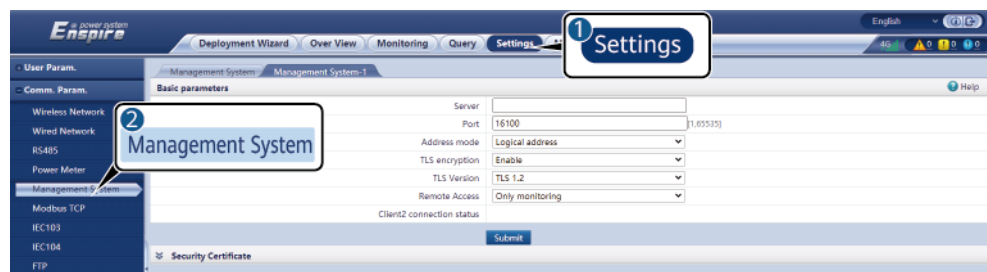 e power system
Enspire
English
Deployment Wizard Over View Monitoring Query Settings
1
Settings
4G 0 0 0
User Param.
Management System Management System-1
Comm. Param.
Basic parameters
Help
Wireless Network
Server
2
Port 16100 [1,65535]
Wired Network
Management System
Address mode Logical address
RS485
TLS encryption Enable
Power Meter
TLS Version TLS 1.2
Management System
Remote Access Only monitoring
Modbus TCP
Client2 connection status
IEC103
Submit
IEC104
Security Certificate
FTP